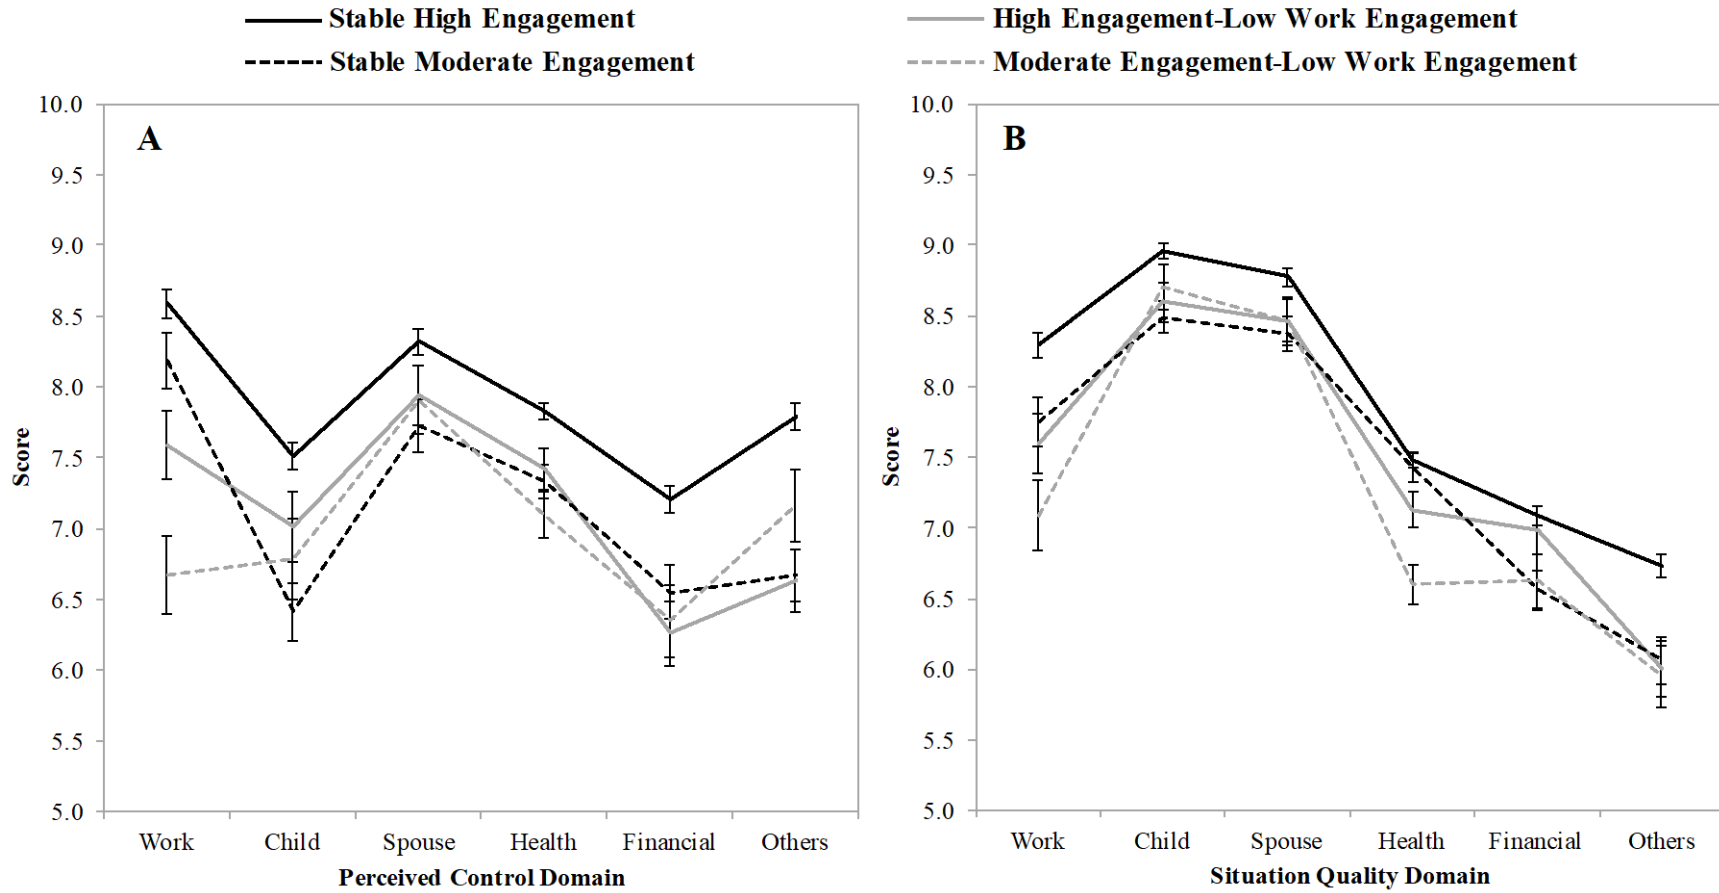 Stable High Engagement
High Engagement-Low Work Engagement
Stable Moderate Engagement
Moderate Engagement-Low Work Engagement
A
10.0
9.5
9.0
8.5
8.0
7.5
7.0
6.5
6.0
5.5
5.0
Score
Work Child Spouse Health Financial Others
Perceived Control Domain
B
10.0
9.5
9.0
8.5
8.0
7.5
7.0
6.5
6.0
5.5
5.0
Score
Work Child Spouse Health Financial Others
Situation Quality Domain